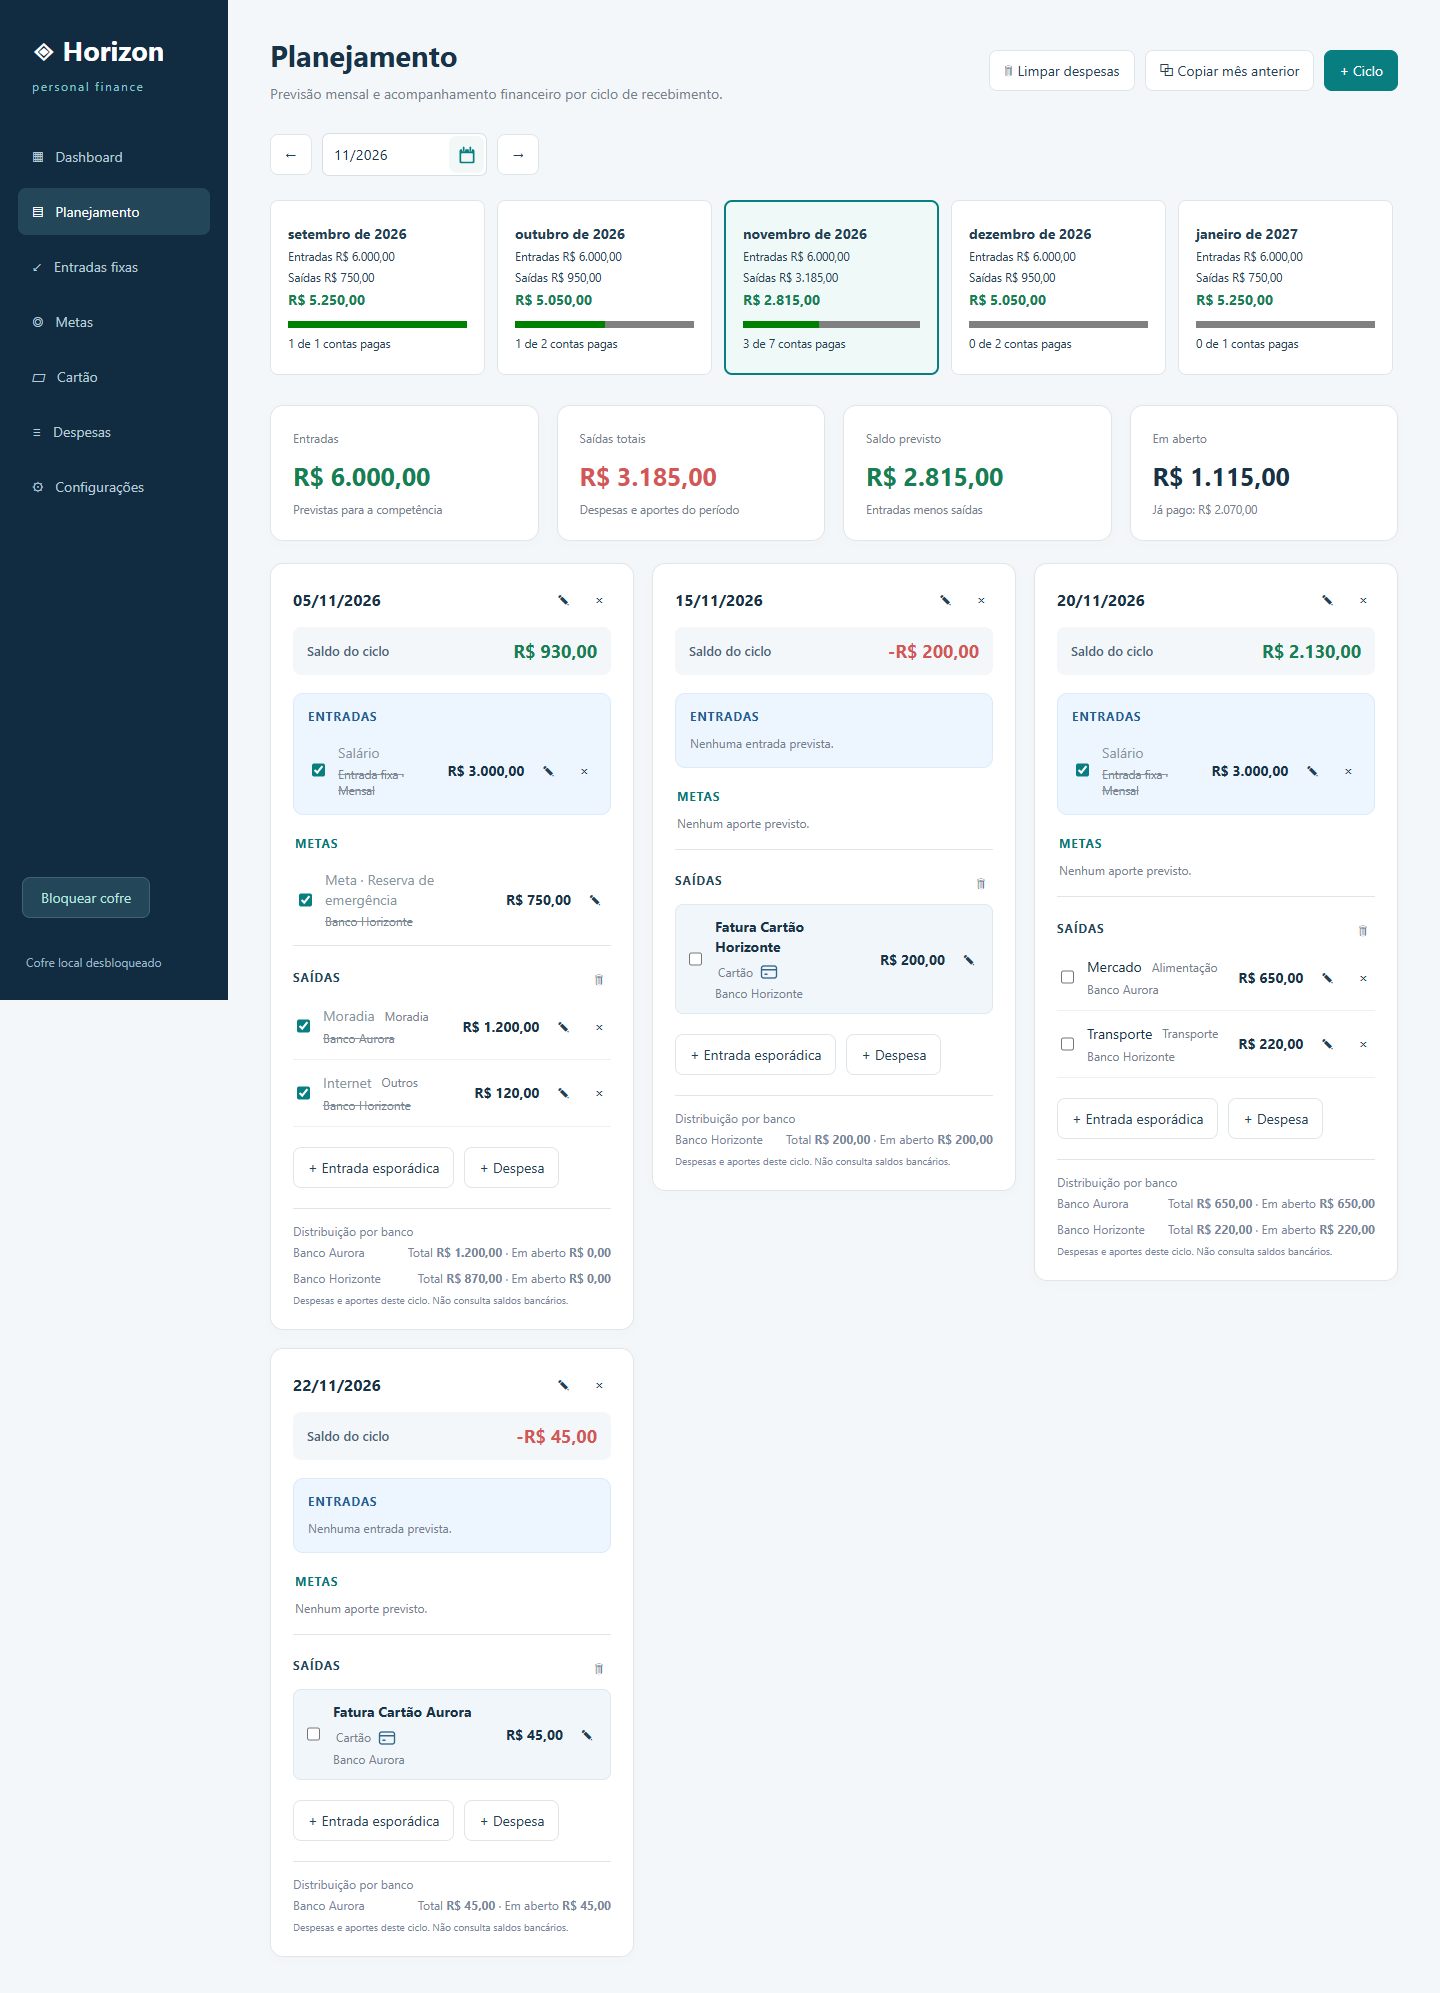 Horizon
personal finance
Dashboard
Planejamento
Entradas fixas
Metas
Cartão
Despesas
Configurações
Bloquear cofre
Cofre local desbloqueado
Planejamento
Previsão mensal e acompanhamento financeiro por ciclo de recebimento.
Limpar despesas
Copiar mês anterior
+ Ciclo
← 11/2026 →
setembro de 2026
Entradas R$ 6.000,00
Saídas R$ 750,00
R$ 5.250,00
1 de 1 contas pagas
outubro de 2026
Entradas R$ 6.000,00
Saídas R$ 950,00
R$ 5.050,00
1 de 2 contas pagas
novembro de 2026
Entradas R$ 6.000,00
Saídas R$ 3.185,00
R$ 2.815,00
3 de 7 contas pagas
dezembro de 2026
Entradas R$ 6.000,00
Saídas R$ 950,00
R$ 5.050,00
0 de 2 contas pagas
janeiro de 2027
Entradas R$ 6.000,00
Saídas R$ 750,00
R$ 5.250,00
0 de 1 contas pagas
Entradas
R$ 6.000,00
Previstas para a competência
Saídas totais
R$ 3.185,00
Despesas e aportes do período
Saldo previsto
R$ 2.815,00
Entradas menos saídas
Em aberto
R$ 1.115,00
Já pago: R$ 2.070,00
05/11/2026 ×
Saldo do ciclo R$ 930,00
ENTRADAS
Salário
Entrada fixa ·
Mensal
R$ 3.000,00 ×
METAS
Meta · Reserva de
emergência
Banco Horizonte
R$ 750,00
SAÍDAS
Moradia Moradia
Banco Aurora
R$ 1.200,00 ×
Internet Outros
Banco Horizonte
R$ 120,00 ×
+ Entrada esporádica
+ Despesa
Distribuição por banco
Banco Aurora Total R$ 1.200,00 · Em aberto R$ 0,00
Banco Horizonte Total R$ 870,00 · Em aberto R$ 0,00
Despesas e aportes deste ciclo. Não consulta saldos bancários.
15/11/2026 ×
Saldo do ciclo -R$ 200,00
ENTRADAS
Nenhuma entrada prevista.
METAS
Nenhum aporte previsto.
SAÍDAS
Fatura Cartão
Horizonte
Cartão
Banco Horizonte
R$ 200,00
+ Entrada esporádica
+ Despesa
Distribuição por banco
Banco Horizonte Total R$ 200,00 · Em aberto R$ 200,00
Despesas e aportes deste ciclo. Não consulta saldos bancários.
20/11/2026 ×
Saldo do ciclo R$ 2.130,00
ENTRADAS
Salário
Entrada fixa ·
Mensal
R$ 3.000,00 ×
METAS
Nenhum aporte previsto.
SAÍDAS
Mercado Alimentação
Banco Aurora
R$ 650,00 ×
Transporte Transporte
Banco Horizonte
R$ 220,00 ×
+ Entrada esporádica
+ Despesa
Distribuição por banco
Banco Aurora Total R$ 650,00 · Em aberto R$ 650,00
Banco Horizonte Total R$ 220,00 · Em aberto R$ 220,00
Despesas e aportes deste ciclo. Não consulta saldos bancários.
22/11/2026 ×
Saldo do ciclo -R$ 45,00
ENTRADAS
Nenhuma entrada prevista.
METAS
Nenhum aporte previsto.
SAÍDAS
Fatura Cartão Aurora
Cartão
Banco Aurora
R$ 45,00
+ Entrada esporádica
+ Despesa
Distribuição por banco
Banco Aurora Total R$ 45,00 · Em aberto R$ 45,00
Despesas e aportes deste ciclo. Não consulta saldos bancários.